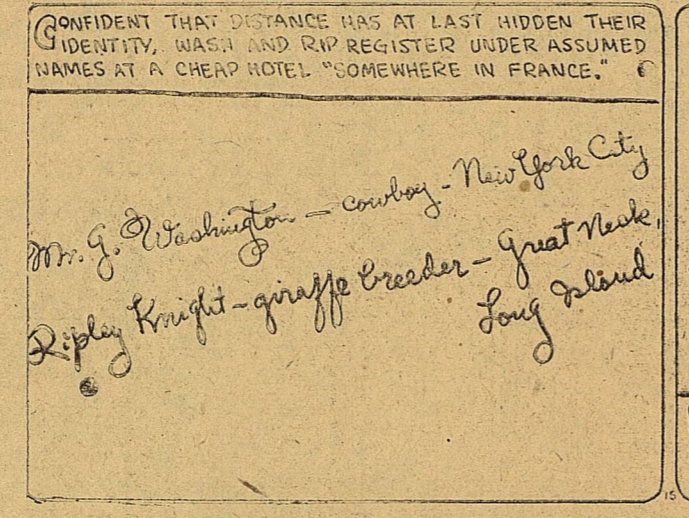 CONFIDENT THAT DISTANCE HAS AT LAST HIDDEN THEIR
IDENTITY, WASH AND RIP REGISTER UNDER ASSUMED
NAMES AT A CHEAP HOTEL "SOMEWHERE IN FRANCE."
Mr. G. Washington – cowboy - New York City
Ripley Knight – giraffe breeder – Great Neck,
Long Island
15